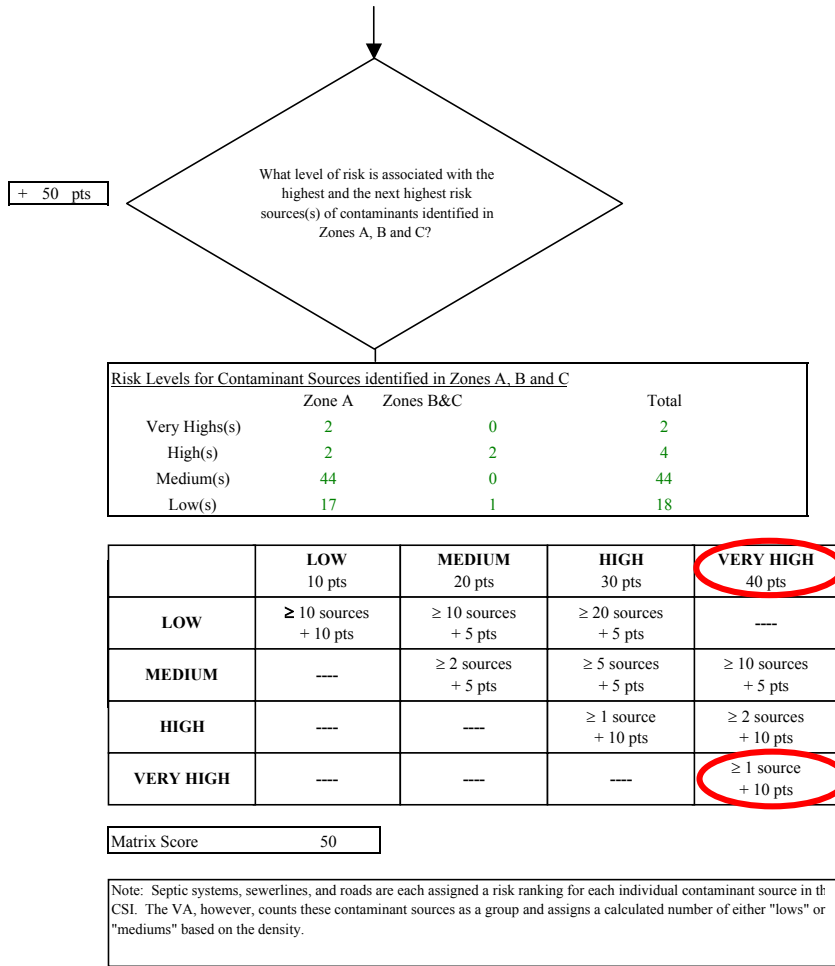 What level of risk is associated with the
highest and the next highest risk
sources(s) of contaminants identified in
Zones A, B and C?
+ 50 pts
Risk Levels for Contaminant Sources identified in Zones A, B and C
Zone A Zones B&C Total
Very Highs(s) 2 0 2
High(s) 2 2 4
Medium(s) 44 0 44
Low(s) 17 1 18
LOW MEDIUM HIGH VERY HIGH
10 pts 20 pts 30 pts 40 pts
LOW ≥ 10 sources ≥ 10 sources ≥ 20 sources ----
+ 10 pts + 5 pts + 5 pts
MEDIUM ---- ≥ 2 sources ≥ 5 sources ≥ 10 sources
+ 5 pts + 5 pts + 5 pts
HIGH ---- ---- ≥ 1 source ≥ 2 sources
+ 10 pts + 10 pts
VERY HIGH ---- ---- ---- ≥ 1 source
+ 10 pts
Matrix Score 50
Note: Septic systems, sewerlines, and roads are each assigned a risk ranking for each individual contaminant source in th
CSI. The VA, however, counts these contaminant sources as a group and assigns a calculated number of either "lows" or
"mediums" based on the density.